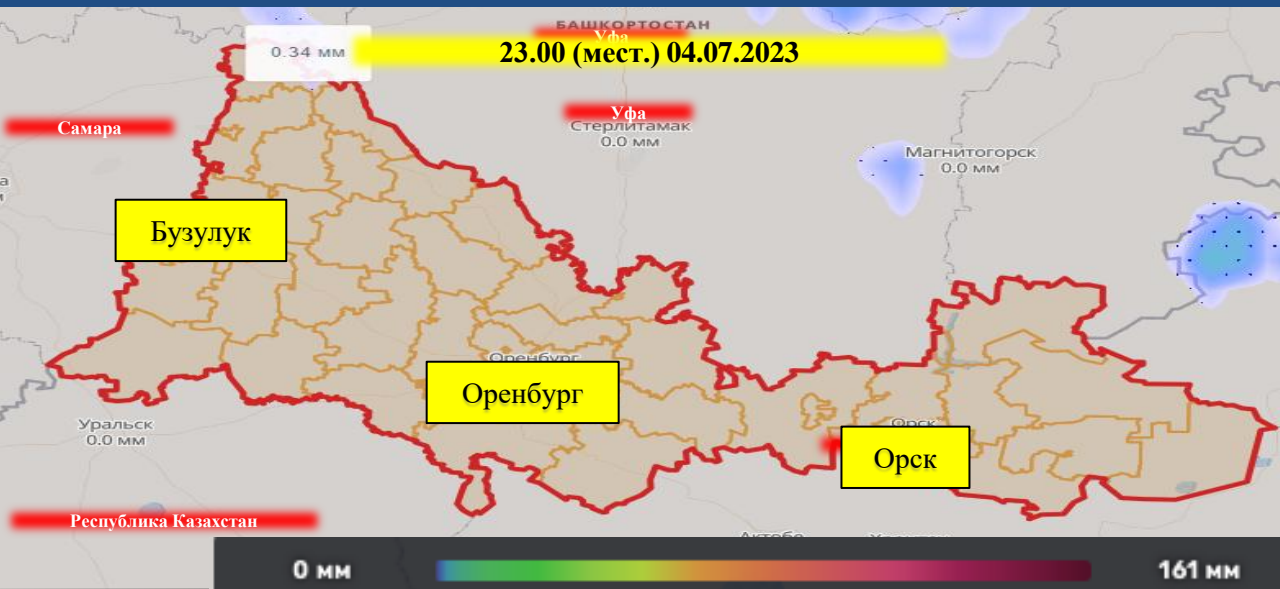 БАШКОРТОСТАН
Уфа
0.34 мм
23.00 (мест.) 04.07.2023
Уфа
Стерлитамак
0.0 мм
Самара
Магнитогорск
0.0 мм
Бузулук
Оренбург
Оренбург
Уральск
0.0 мм
Орск
Орск
Республика Казахстан
Актобе
0 мм
161 мм